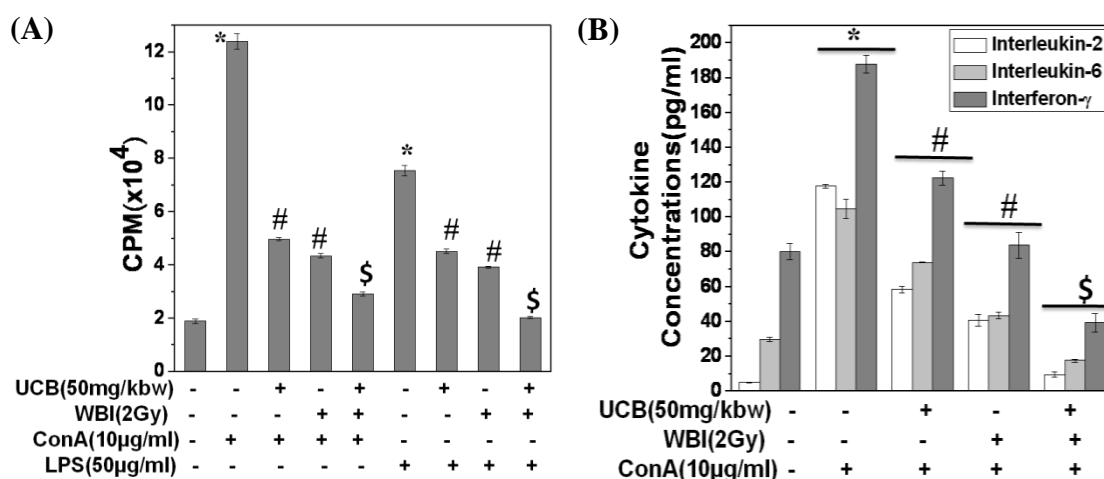 (A)
CPM(x10⁴)
12
10
8
6
4
2
0
*
#
#
$
*
#
#
$
UCB(50mg/kbw) - - + - + - + - +
WBI(2Gy) - - - + + - - + +
ConA(10µg/ml) - + + + + - - - -
LPS(50µg/ml) - - - - - + + + +
(B)
Cytokine
Concentrations(pg/ml)
200
180
160
140
120
100
80
60
40
20
0
Interleukin-2
Interleukin-6
Interferon-γ
*
#
#
$
UCB(50mg/kbw) - - + - +
WBI(2Gy) - - - + +
ConA(10µg/ml) - + + + +